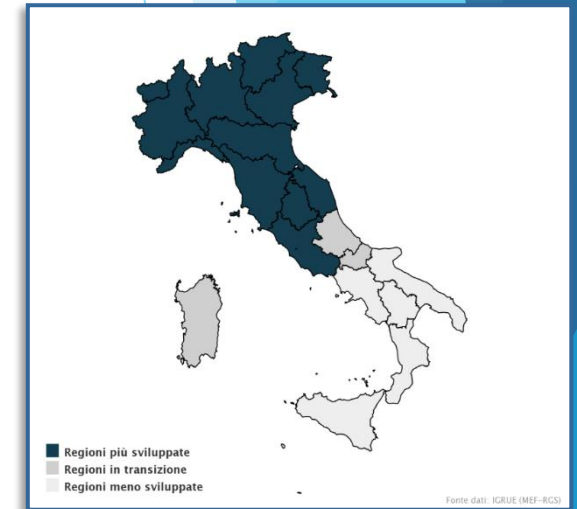 Regioni più sviluppate
Regioni in transizione
Regioni meno sviluppate
Fonte dati: IGRUE (MEF-RGS)